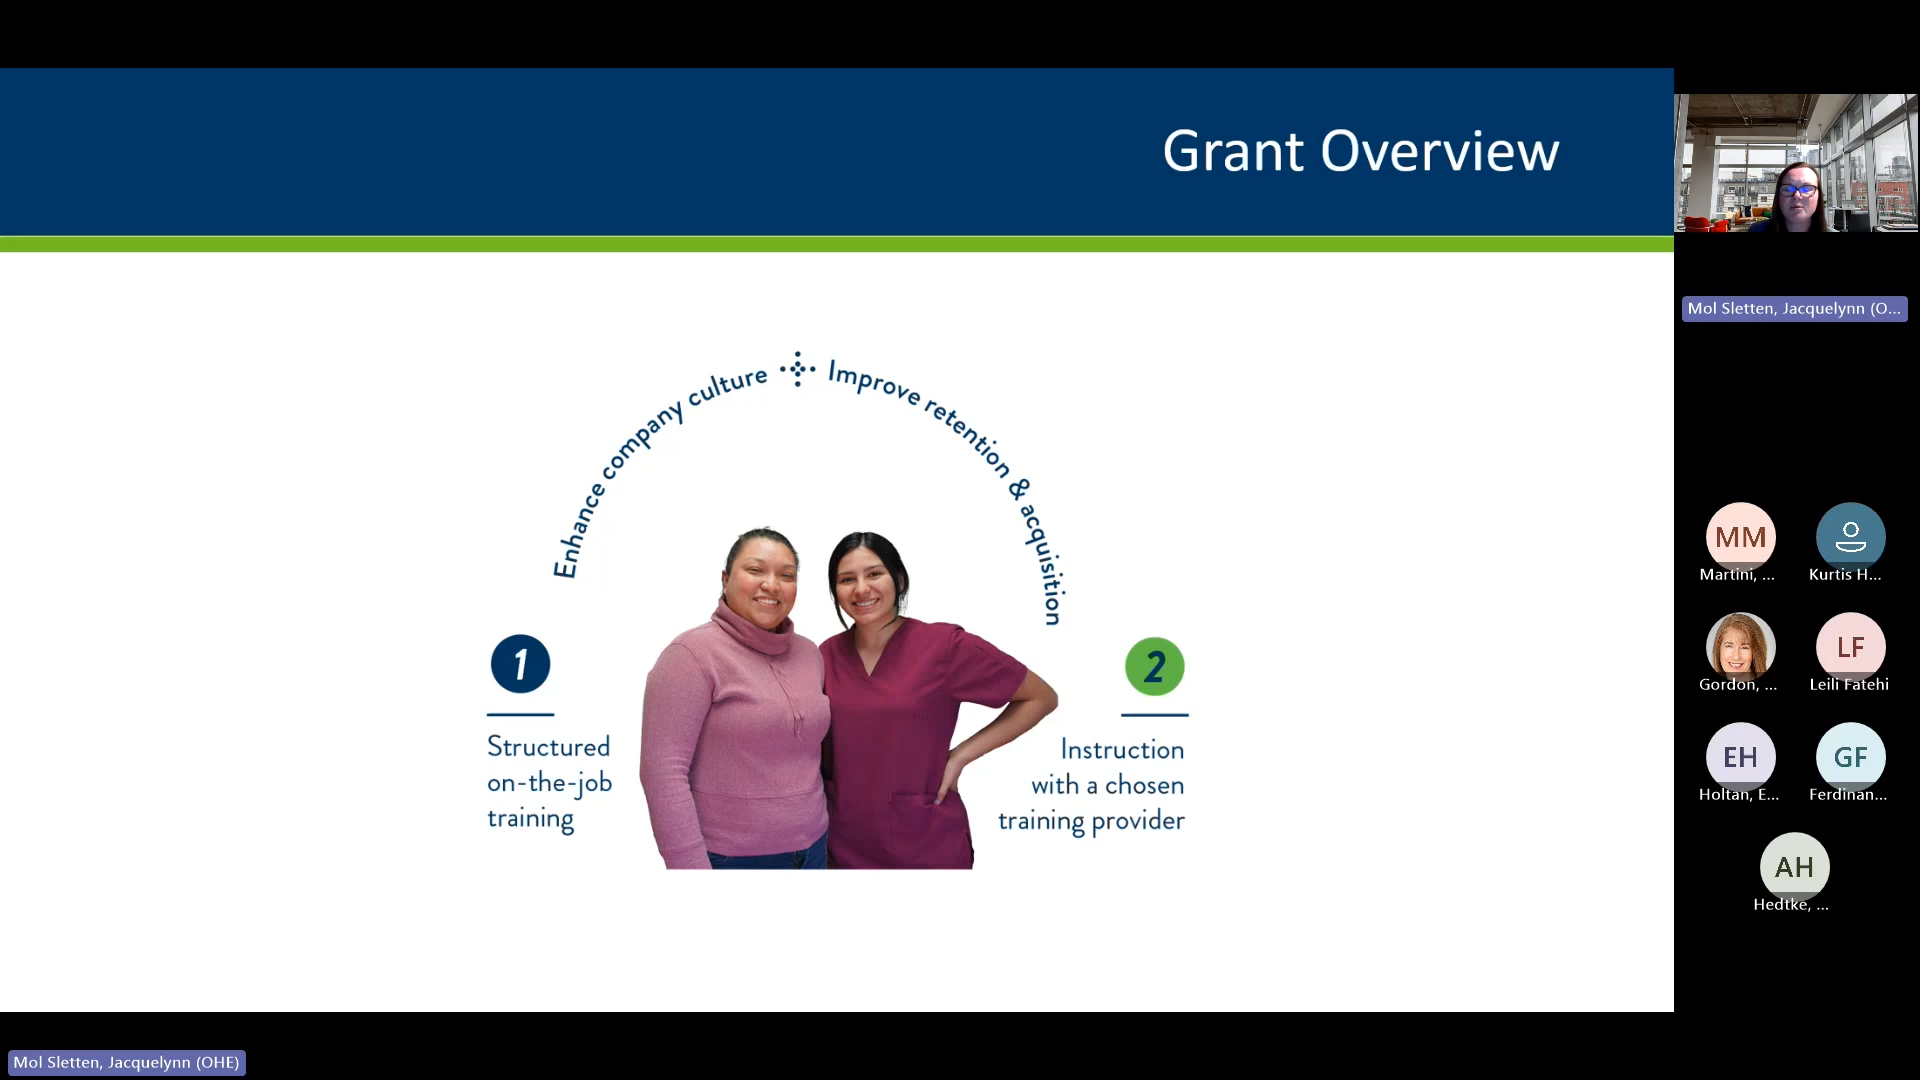 Grant Overview
Enhance company culture
Improve retention & acquisition
1
Structured
on-the-job
training
2
Instruction
with a chosen
training provider
Mol Sletten, Jacquelynn (O...
MM
Martini, ...
Kurtis H...
Gordon, ...
LF
Leili Fatehi
EH
Holtan, E...
GF
Ferdinan...
AH
Hedtke, ...
Mol Sletten, Jacquelynn (OHE)